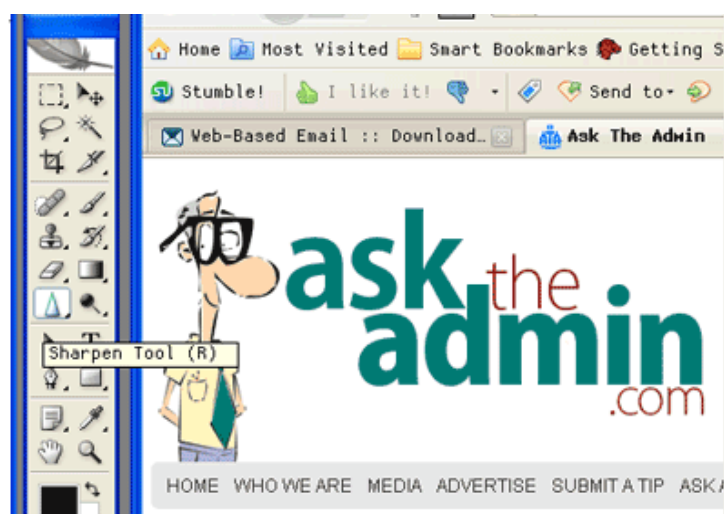 Home Most Visited Smart Bookmarks Getting S
Stumble! I like it! Send to
Web-Based Email :: Download… Ask The Admin
ask the
admin
.com
T
Sharpen Tool (R)
HOME WHO WE ARE MEDIA ADVERTISE SUBMIT A TIP ASK A